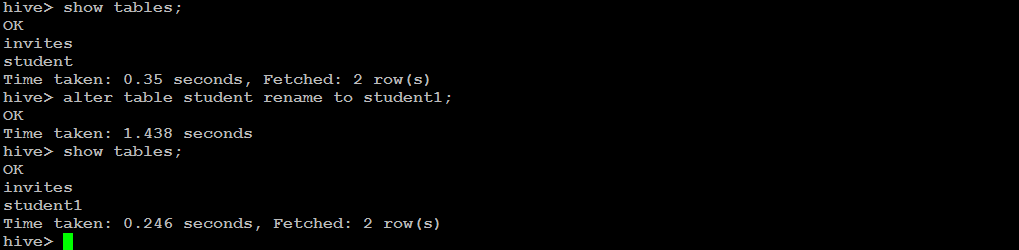 hive> show tables;
OK
invites
student
Time taken: 0.35 seconds, Fetched: 2 row(s)
hive> alter table student rename to student1;
OK
Time taken: 1.438 seconds
hive> show tables;
OK
invites
student1
Time taken: 0.246 seconds, Fetched: 2 row(s)
hive>